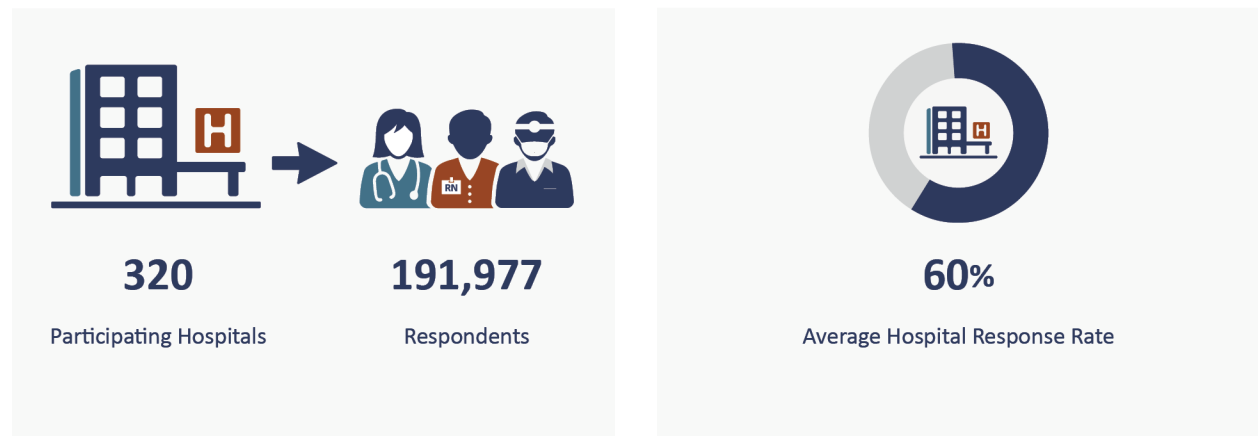 H
RN
320
191,977
Participating Hospitals
Respondents
H
60%
Average Hospital Response Rate